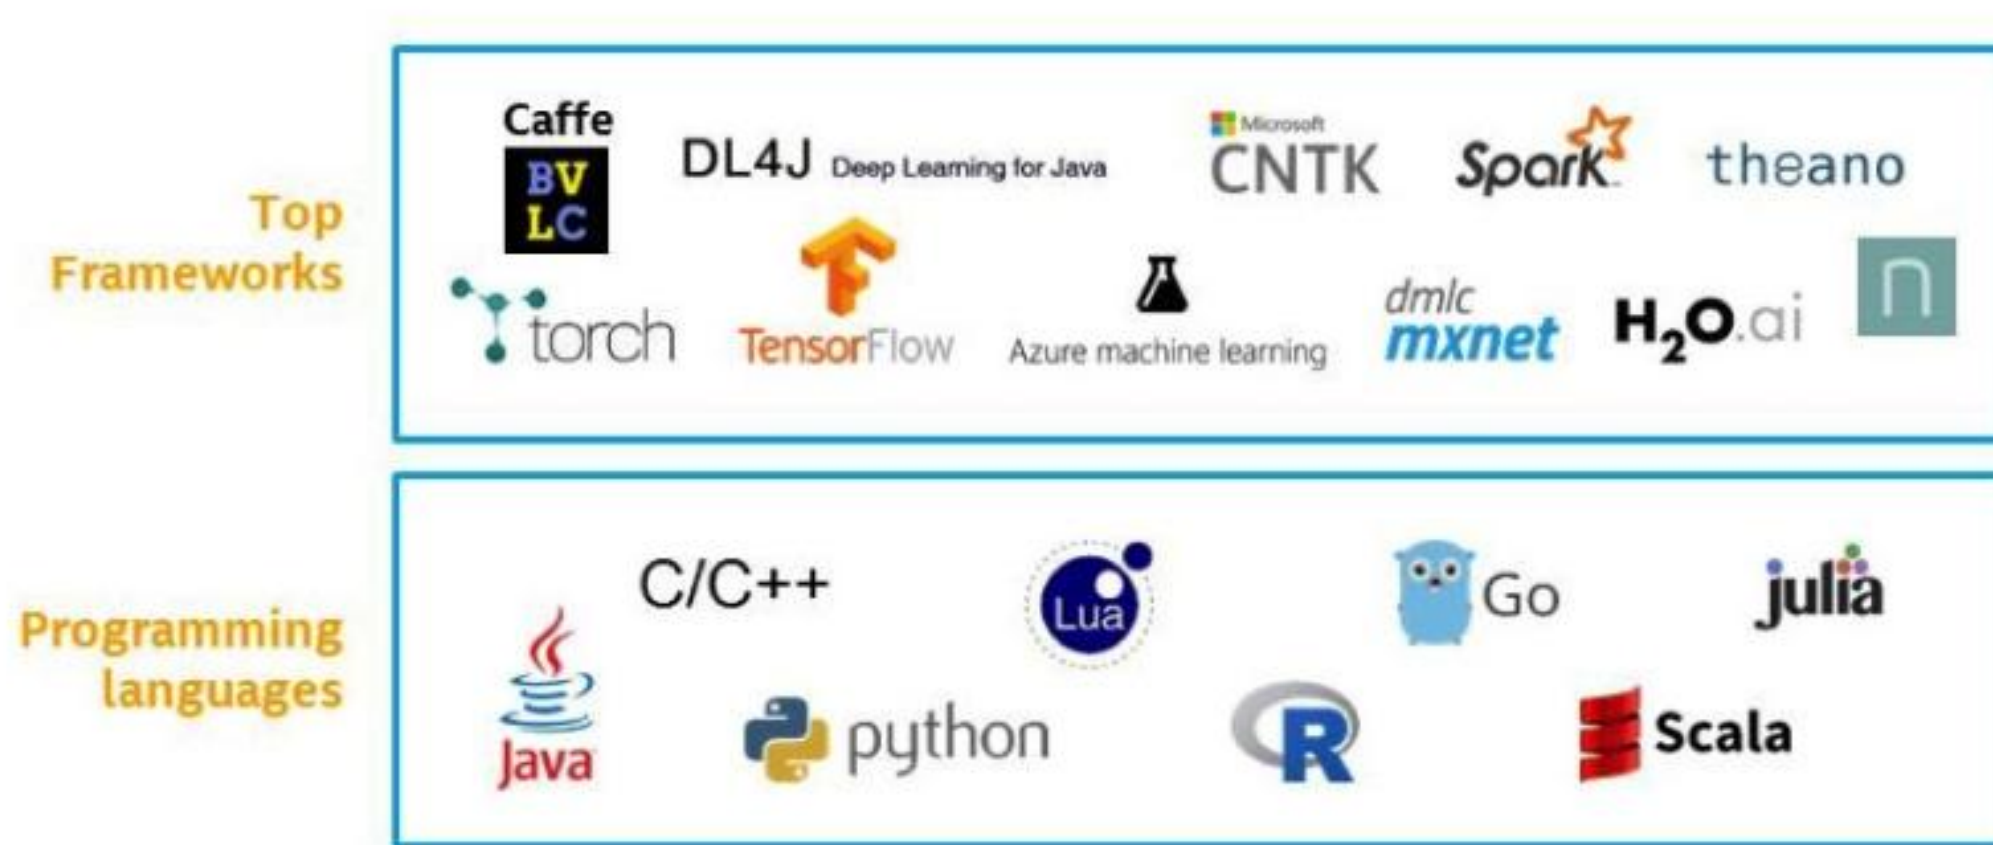 Top
Frameworks
Caffe
BV
LC
DL4J Deep Learning for Java
Microsoft
CNTK
Spark
theano
torch
TensorFlow
Azure machine learning
dmlc
mxnet
H₂O.ai
n
Programming
languages
C/C++
Lua
Go
julia
Java
python
R
Scala